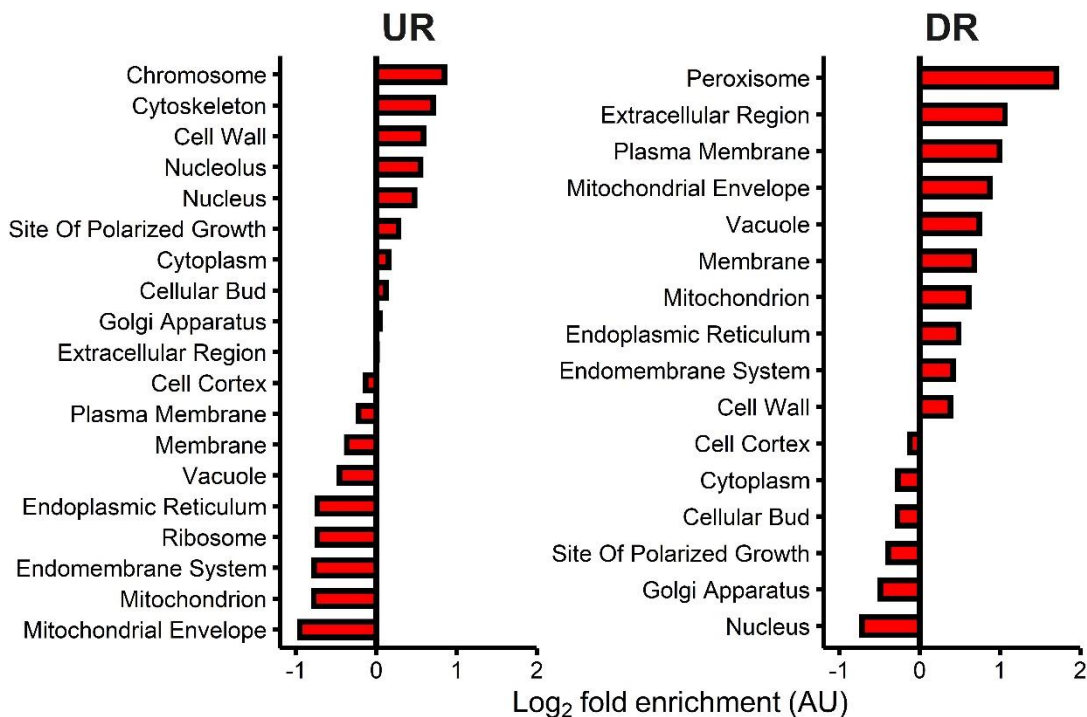 UR
Chromosome
Cytoskeleton
Cell Wall
Nucleolus
Nucleus
Site Of Polarized Growth
Cytoplasm
Cellular Bud
Golgi Apparatus
Extracellular Region
Cell Cortex
Plasma Membrane
Membrane
Vacuole
Endoplasmic Reticulum
Ribosome
Endomembrane System
Mitochondrion
Mitochondrial Envelope
-1 0 1 2
DR
Peroxisome
Extracellular Region
Plasma Membrane
Mitochondrial Envelope
Vacuole
Membrane
Mitochondrion
Endoplasmic Reticulum
Endomembrane System
Cell Wall
Cell Cortex
Cytoplasm
Cellular Bud
Site Of Polarized Growth
Golgi Apparatus
Nucleus
-1 0 1 2
Log₂ fold enrichment (AU)